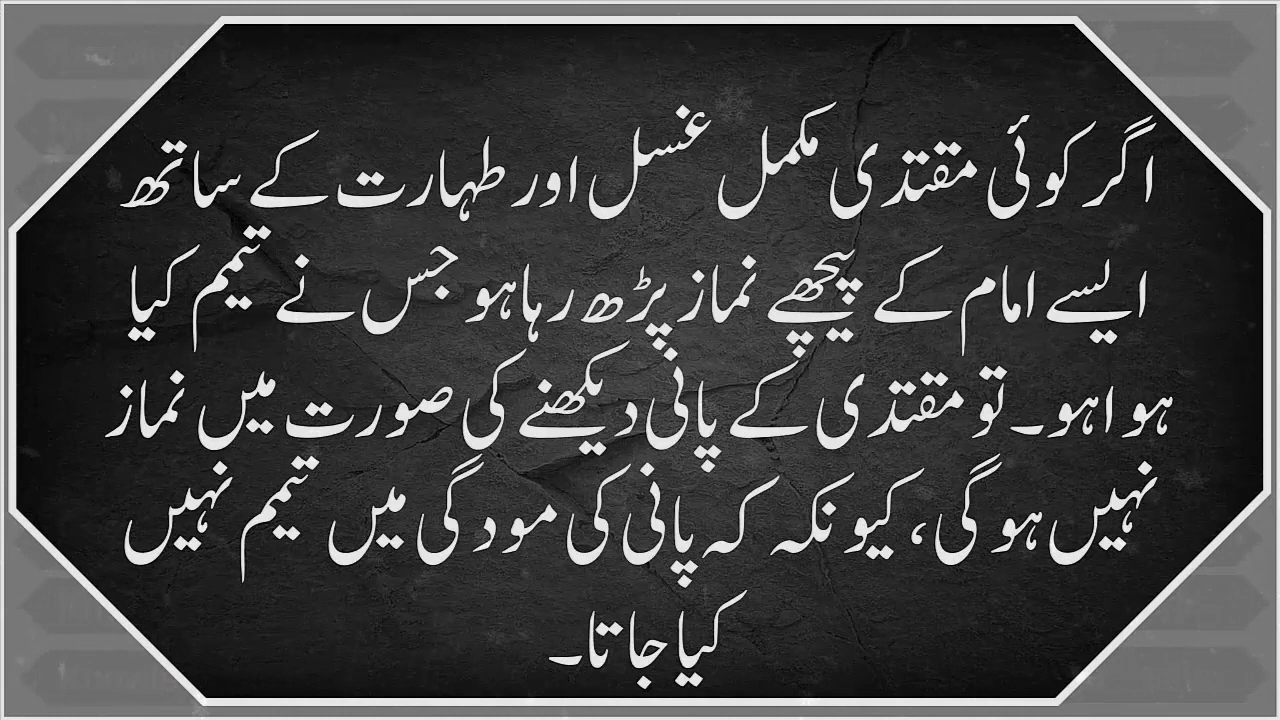 اگر کوئی مقتدی مکمل غسل اور طہارت کے ساتھ
ایسے امام کے پیچھے نماز پڑھ رہا ہو جس نے تیمم کیا
ہوا ہو۔ تو مقتدی کے پانی دیکھنے کی صورت میں نماز
نہیں ہوگی، کیونکہ کہ پانی کی مودگی میں تیمم نہیں
کیا جاتا۔